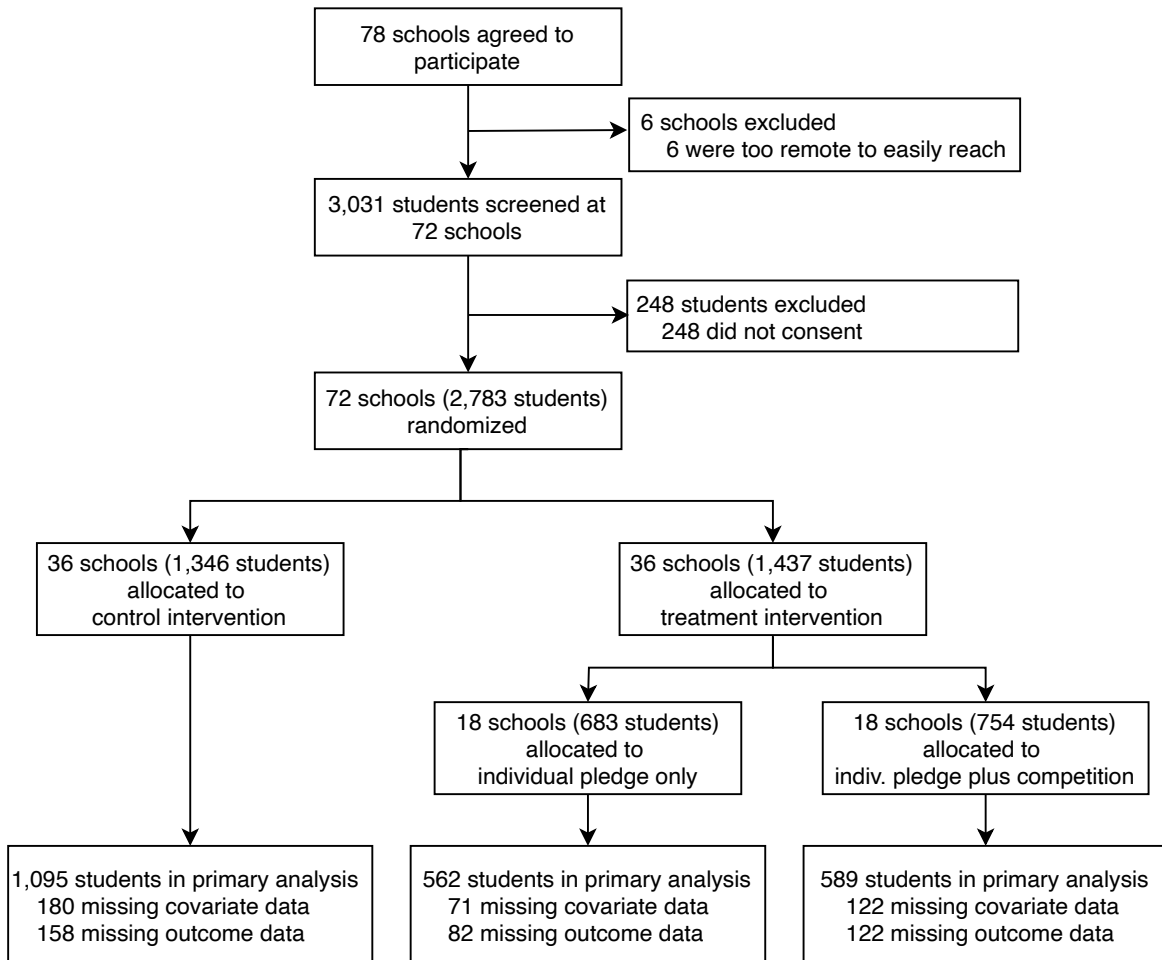 78 schools agreed to
participate
6 schools excluded
6 were too remote to easily reach
3,031 students screened at
72 schools
248 students excluded
248 did not consent
72 schools (2,783 students)
randomized
36 schools (1,346 students)
allocated to
control intervention
36 schools (1,437 students)
allocated to
treatment intervention
18 schools (683 students)
allocated to
individual pledge only
18 schools (754 students)
allocated to
indiv. pledge plus competition
1,095 students in primary analysis
180 missing covariate data
158 missing outcome data
562 students in primary analysis
71 missing covariate data
82 missing outcome data
589 students in primary analysis
122 missing covariate data
122 missing outcome data